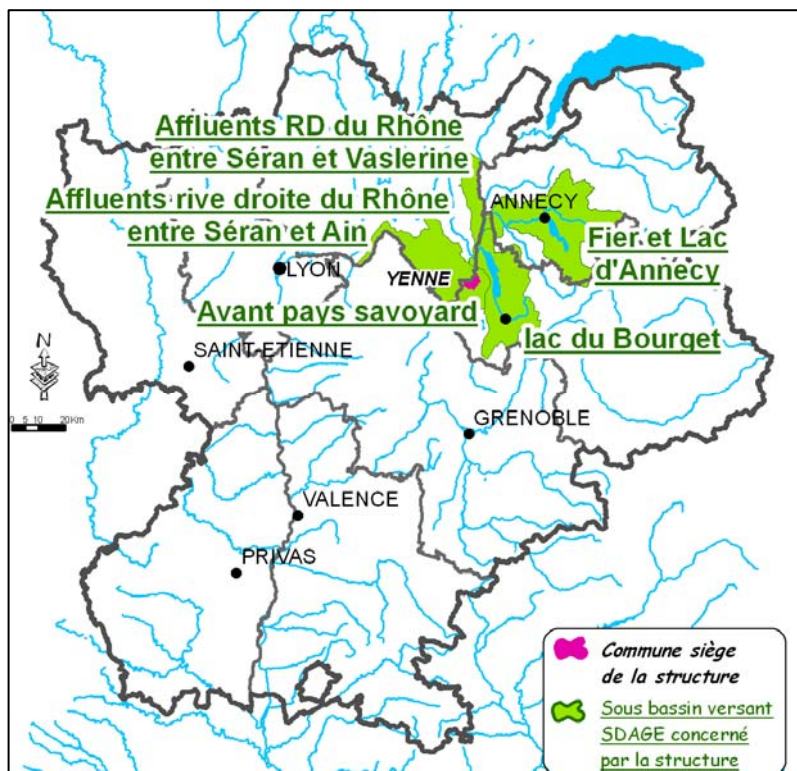 Affluents RD du Rhône
entre Séran et Vaslerine
Affluents rive droite du Rhône
entre Séran et Ain
ANNECY
Fier et Lac
d'Annecy
LYON
YENNE
Avant pays savoyard
lac du Bourget
SAINT-ETIENNE
N
0 5 10 20 Km
GRENOBLE
VALENCE
PRIVAS
Commune siège
de la structure
Sous bassin versant
SDAGE concerné
par la structure